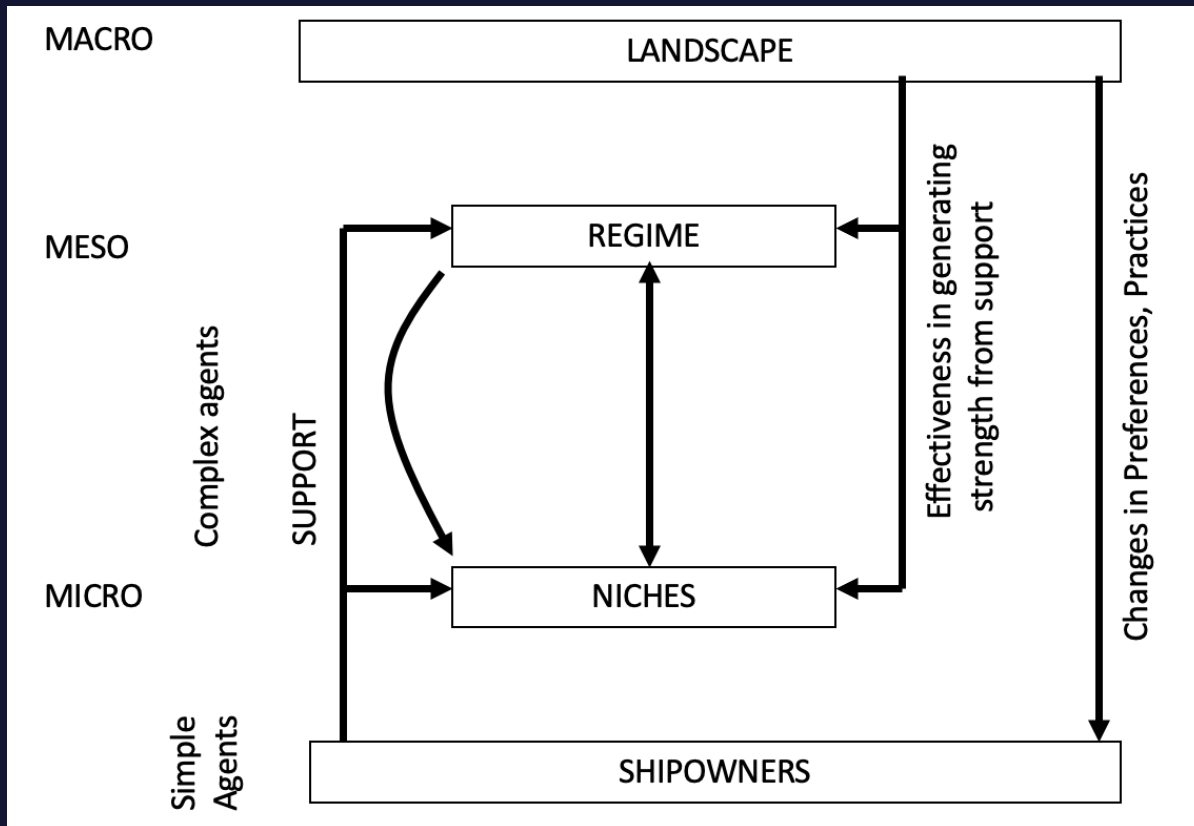 MACRO
LANDSCAPE
MESO
REGIME
Complex agents
SUPPORT
Effectiveness in generating
strength from support
Changes in Preferences, Practices
MICRO
NICHES
Simple
Agents
SHIPOWNERS